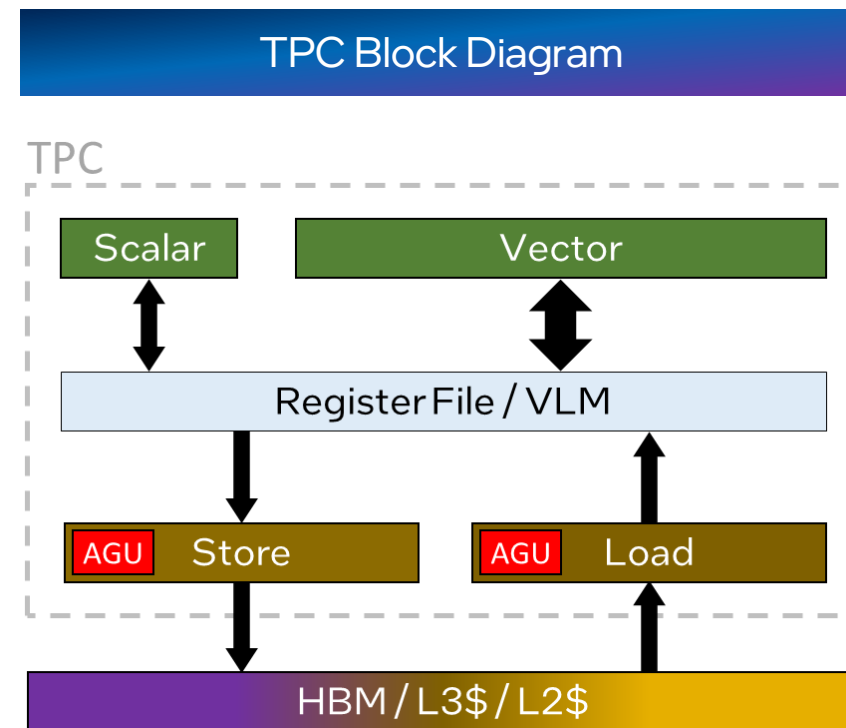 TPC Block Diagram
TPC
Scalar
Vector
Register File / VLM
AGU Store
AGU Load
HBM / L3$ / L2$